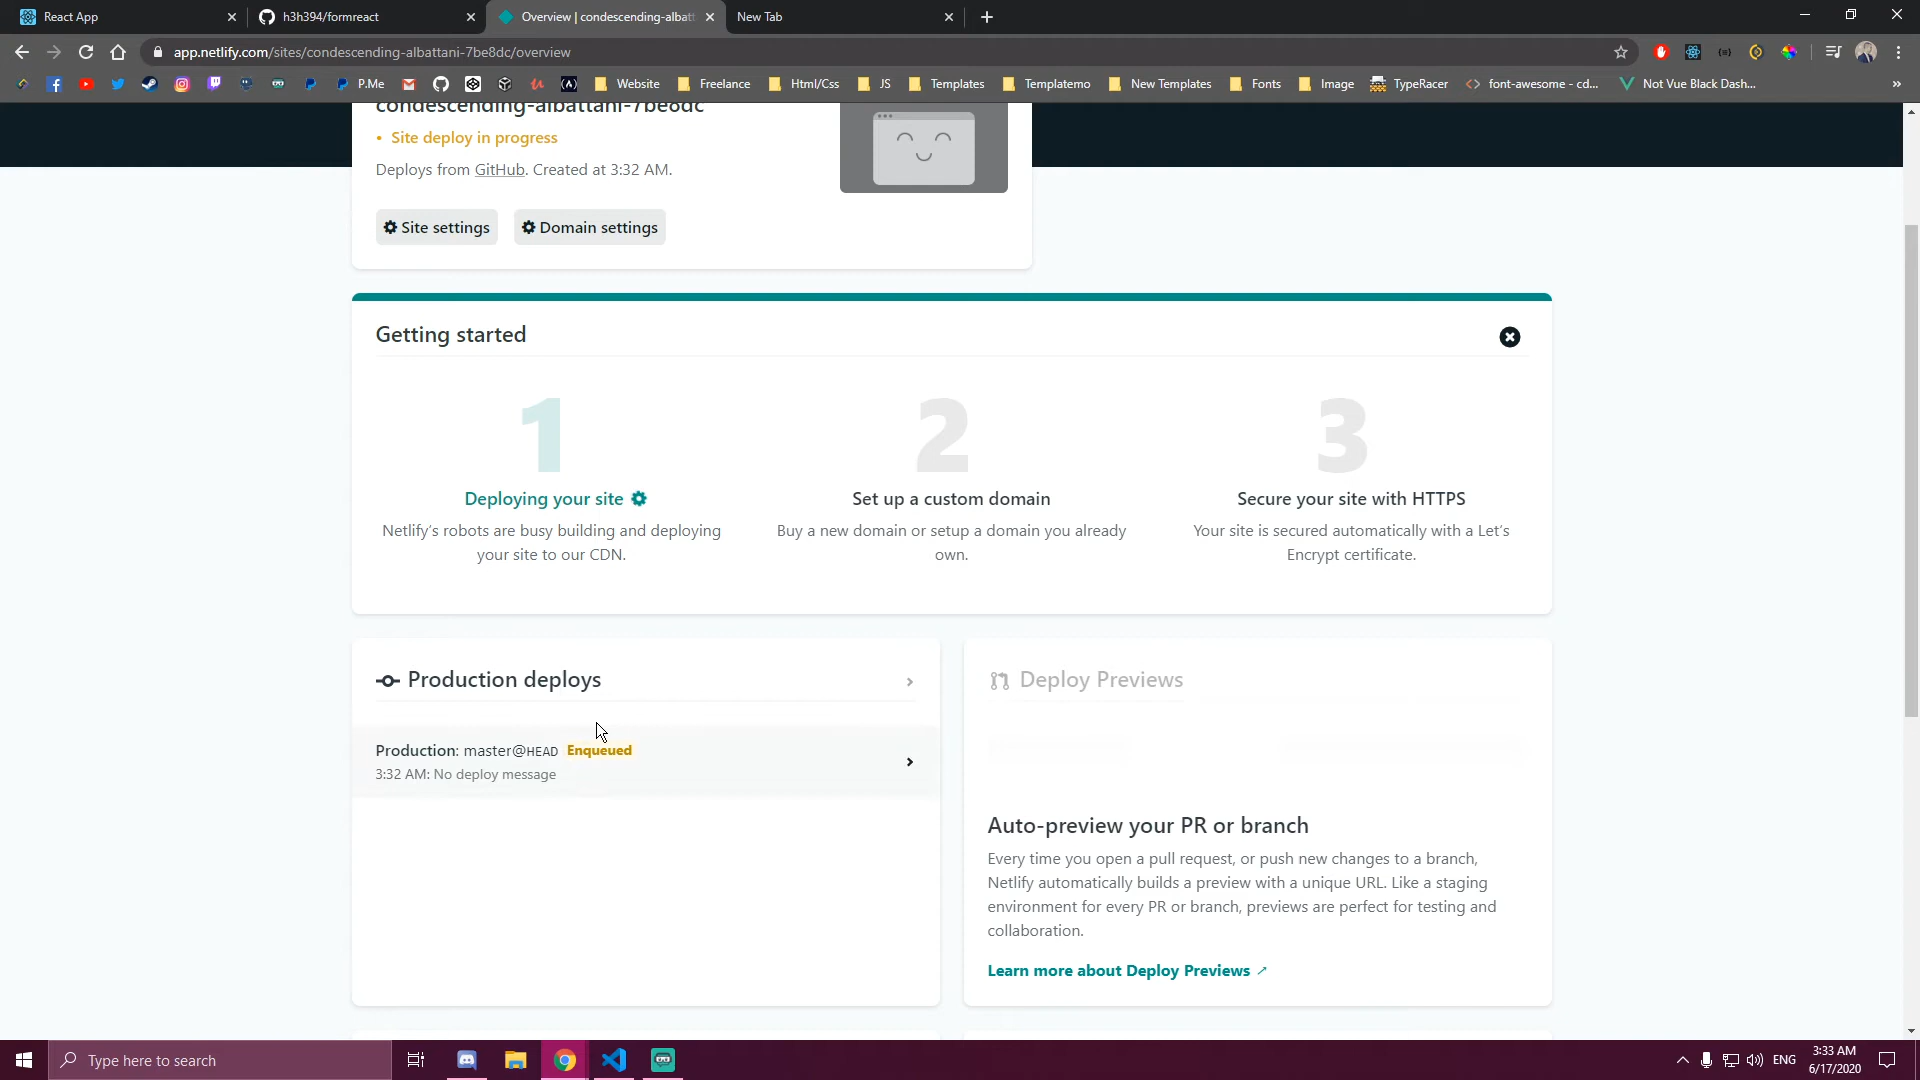 React App
h3h394/formreact
Overview | condescending-albatt
New Tab
app.netlify.com/sites/condescending-albattani-7be8dc/overview
P.Me
Website
Freelance
Html/Css
JS
Templates
Templatemo
New Templates
Fonts
Image
TypeRacer
font-awesome - cd...
Not Vue Black Dash...
»
condescending-albattani-7be8dc
• Site deploy in progress
Deploys from GitHub. Created at 3:32 AM.
Site settings
Domain settings
Getting started
1
Deploying your site
Netlify's robots are busy building and deploying
your site to our CDN.
2
Set up a custom domain
Buy a new domain or setup a domain you already
own.
3
Secure your site with HTTPS
Your site is secured automatically with a Let's
Encrypt certificate.
Production deploys
Production: master@HEAD Enqueued
3:32 AM: No deploy message
Deploy Previews
Auto-preview your PR or branch
Every time you open a pull request, or push new changes to a branch,
Netlify automatically builds a preview with a unique URL. Like a staging
environment for every PR or branch, previews are perfect for testing and
collaboration.
Learn more about Deploy Previews ↗
Type here to search
ENG
3:33 AM
6/17/2020